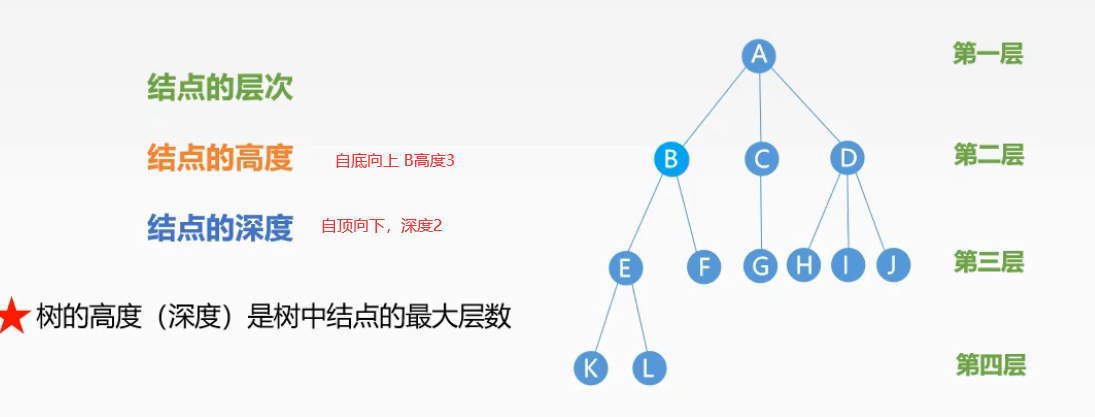 A
第一层
结点的层次
结点的高度
自底向上 B高度3
B
C
D
第二层
结点的深度
自顶向下，深度2
E
F
G
H
I
J
第三层
树的高度（深度）是树中结点的最大层数
K
L
第四层